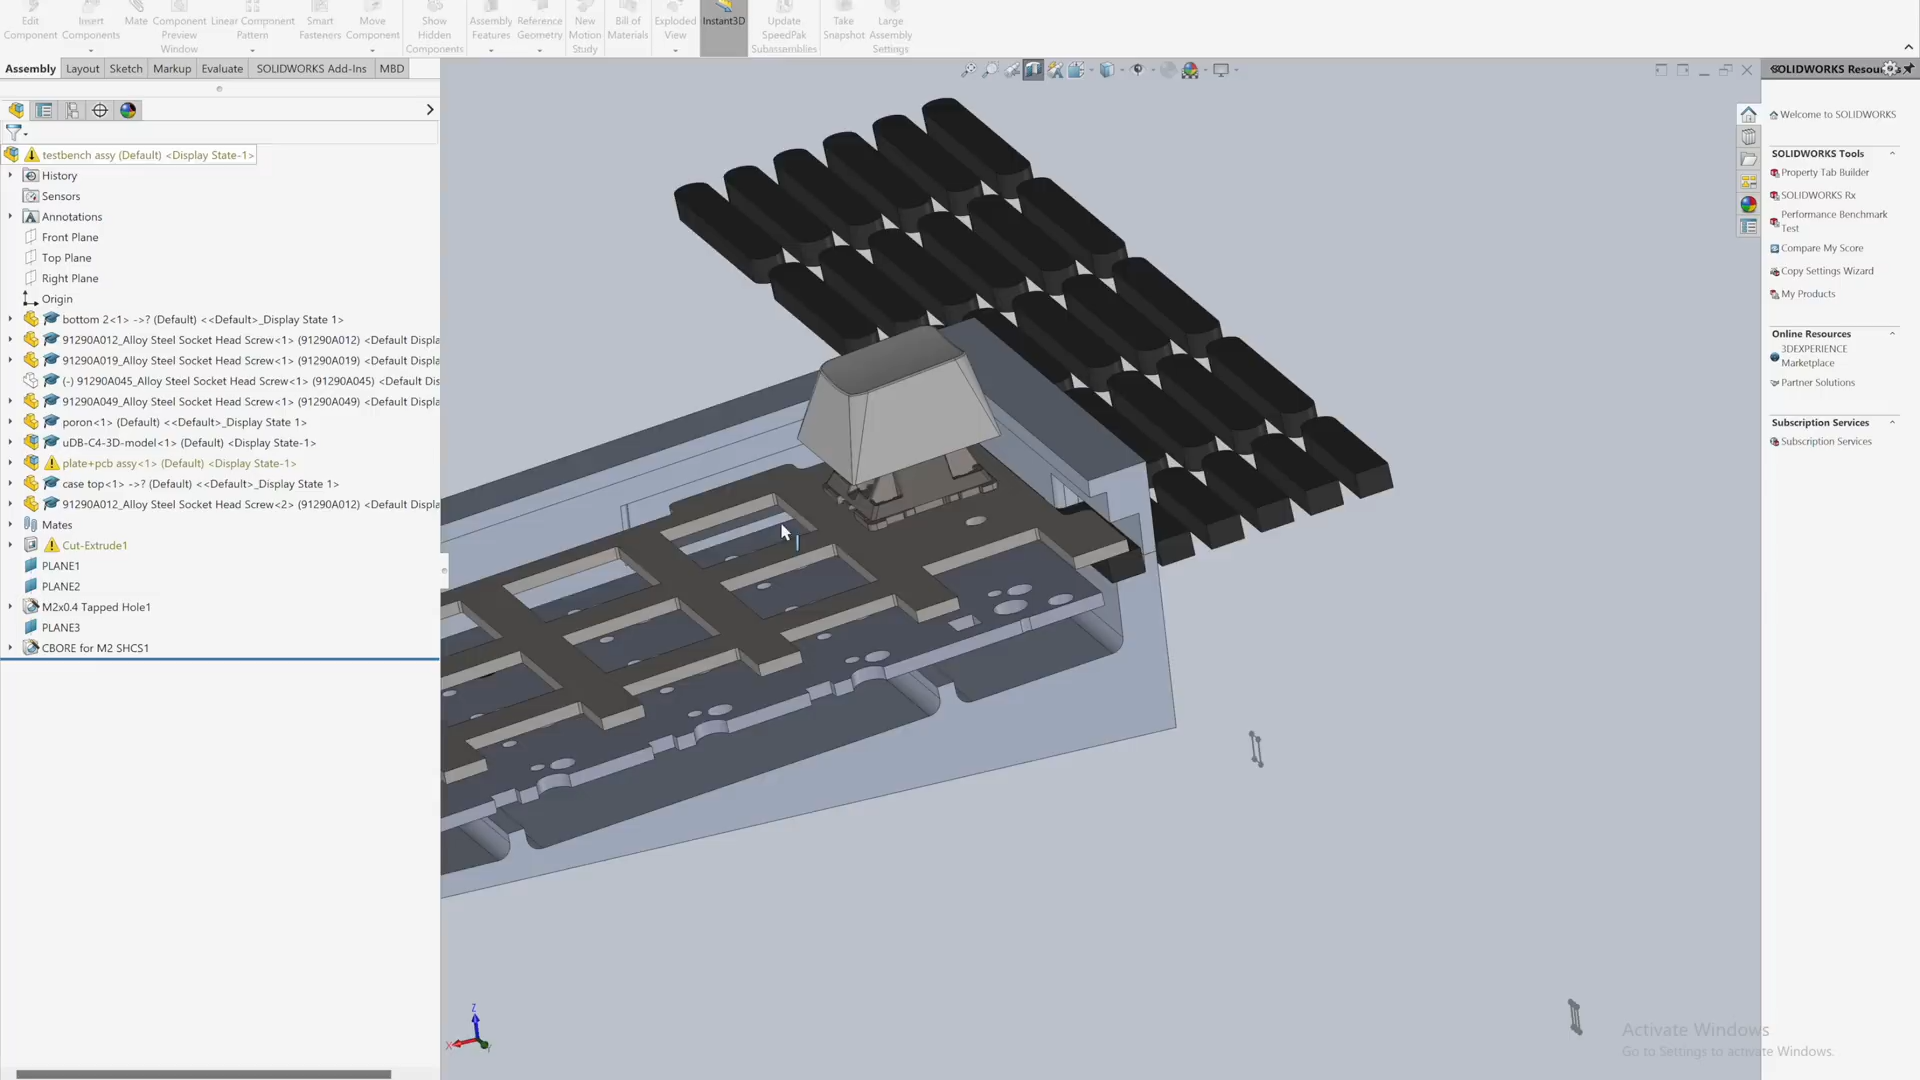 Edit
Component
Insert
Components
Mate
Component
Preview
Window
Linear Component
Pattern
Smart
Fasteners
Move
Component
Show
Hidden
Components
Assembly
Features
Reference
Geometry
New
Motion
Study
Bill of
Materials
Exploded
View
Instant3D
Update
SpeedPak
Subassemblies
Take
Snapshot
Large
Assembly
Settings
Assembly
Layout
Sketch
Markup
Evaluate
SOLIDWORKS Add-Ins
MBD
testbench assy (Default) <Display State-1>
History
Sensors
Annotations
Front Plane
Top Plane
Right Plane
Origin
bottom 2<1> ->? (Default) <<Default>_Display State 1>
91290A012_Alloy Steel Socket Head Screw<1> (91290A012) <Default Displa
91290A019_Alloy Steel Socket Head Screw<1> (91290A019) <Default Displa
(-) 91290A045_Alloy Steel Socket Head Screw<1> (91290A045) <Default Dis
91290A049_Alloy Steel Socket Head Screw<1> (91290A049) <Default Displa
poron<1> (Default) <<Default>_Display State 1>
uDB-C4-3D-model<1> (Default) <Display State-1>
plate+pcb assy<1> (Default) <Display State-1>
case top<1> ->? (Default) <<Default>_Display State 1>
91290A012_Alloy Steel Socket Head Screw<2> (91290A012) <Default Displa
Mates
Cut-Extrude1
PLANE1
PLANE2
M2x0.4 Tapped Hole1
PLANE3
CBORE for M2 SHCS1
Z
X
Y
SOLIDWORKS Resou
Welcome to SOLIDWORKS
SOLIDWORKS Tools
Property Tab Builder
SOLIDWORKS Rx
Performance Benchmark
Test
Compare My Score
Copy Settings Wizard
My Products
Online Resources
3DEXPERIENCE
Marketplace
Partner Solutions
Subscription Services
Subscription Services
Activate Windows
Go to Settings to activate Windows.